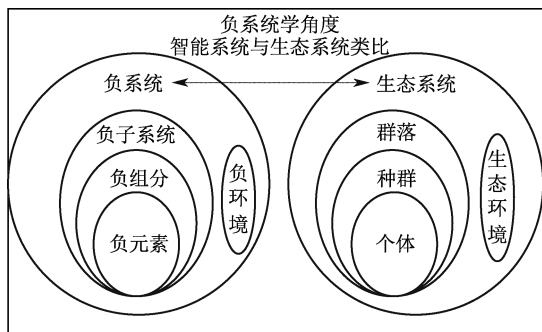 负系统学角度
智能系统与生态系统类比
负系统
生态系统
负子系统
群落
负组分
种群
负环境
生态环境
负元素
个体